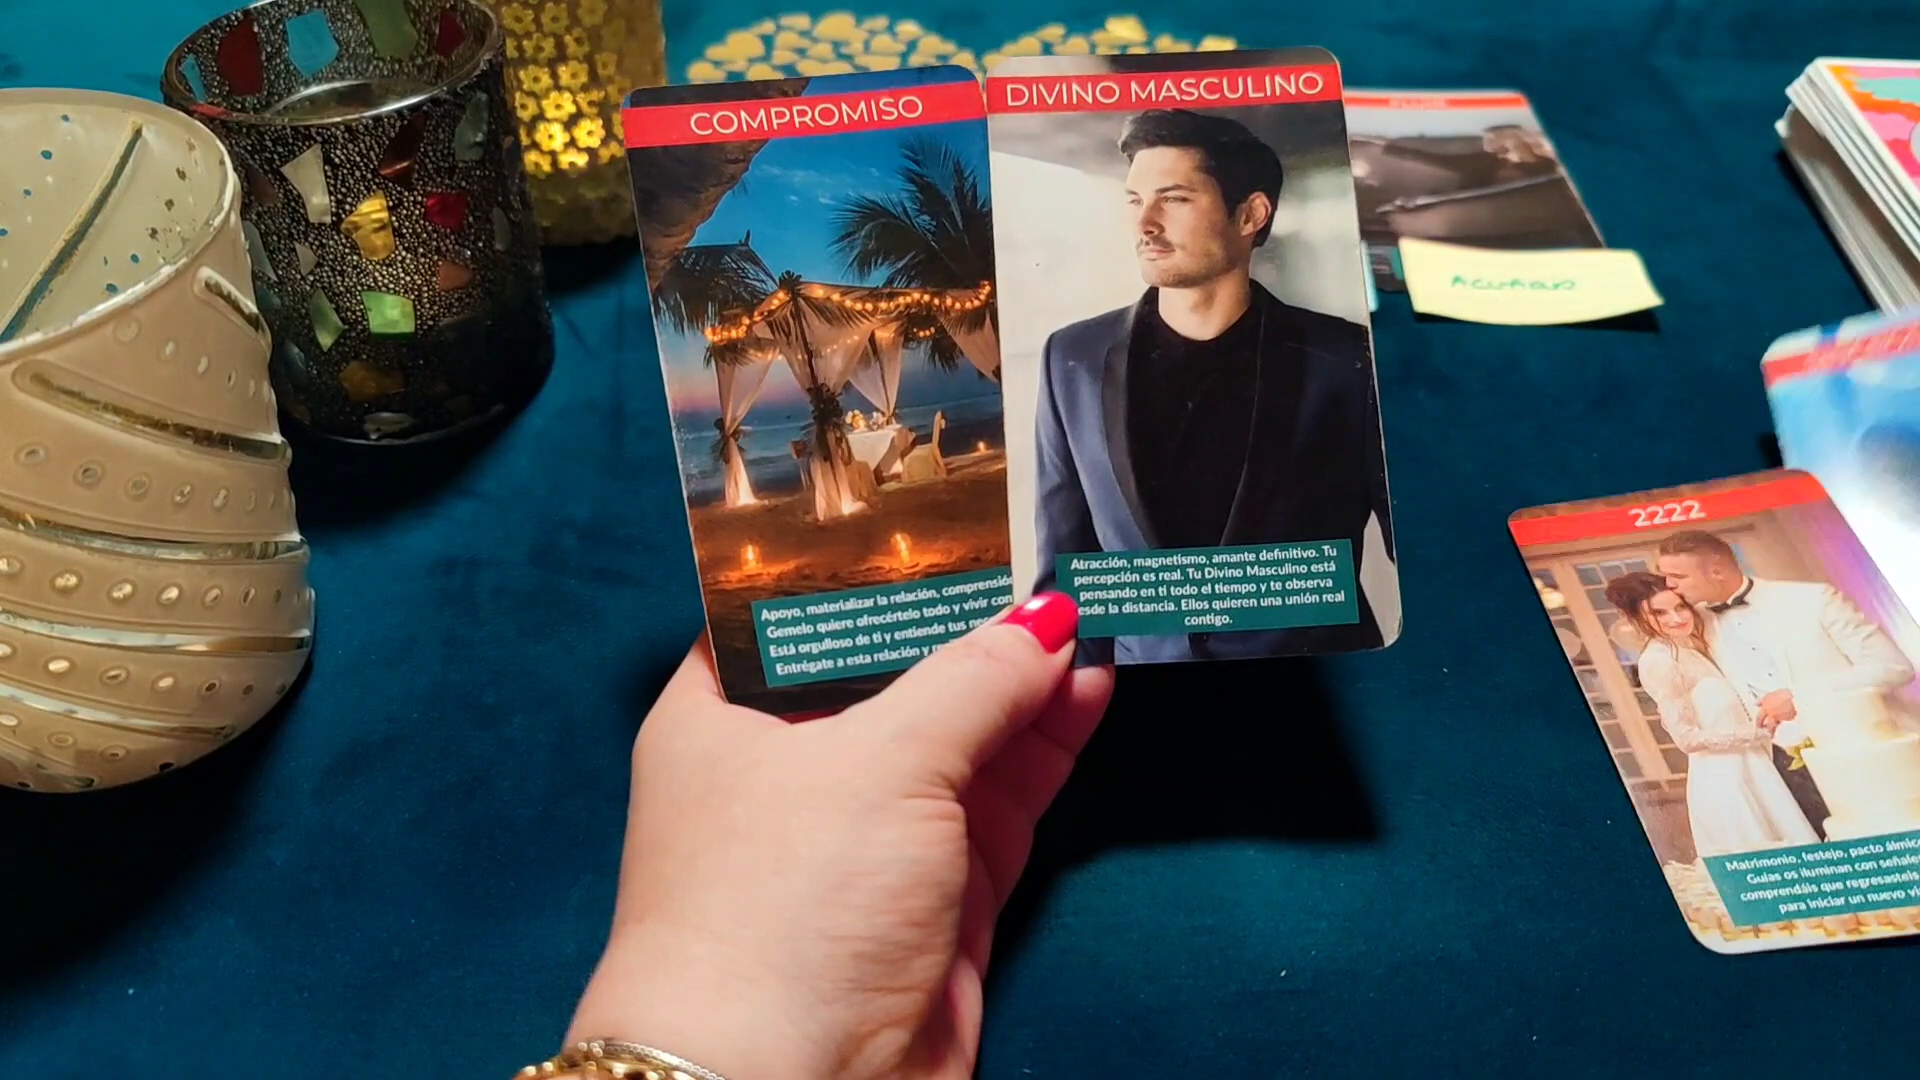 COMPROMISO
Apoyo, materializar la relación, comprensión
Gemelo quiere ofrecértelo todo y vivir con
Está orgulloso de ti y entiende tus
Entrégate a esta relación y
DIVINO MASCULINO
Atracción, magnetismo, amante definitivo. Tu
percepción es real. Tu Divino Masculino está
pensando en ti todo el tiempo y te observa
esde la distancia. Ellos quieren una unión real
contigo.
ACUARIO
2222
Matrimonio, festejo, pacto álmico
Guías os iluminan con señales
comprendáis que regresasteis
para iniciar un nuevo